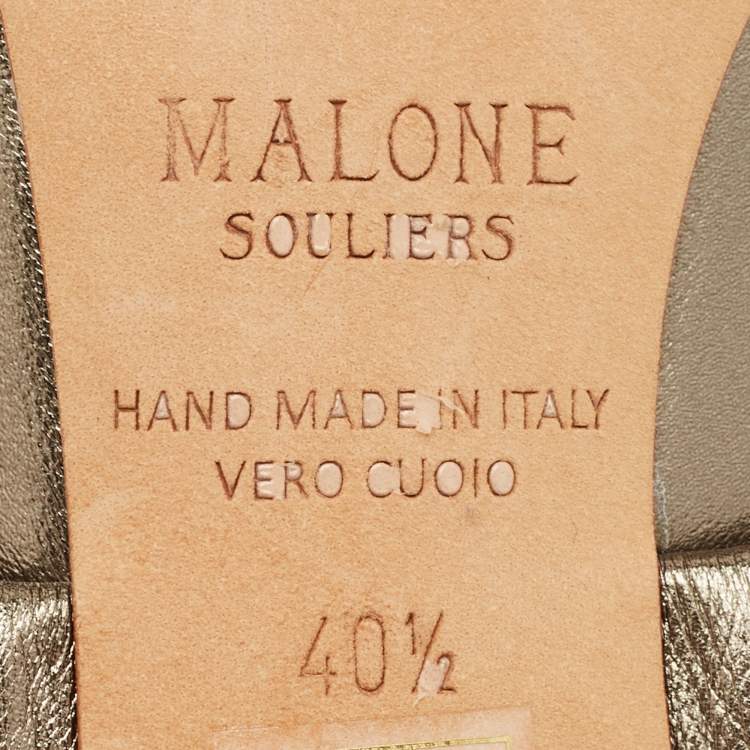 MALONE
SOULIERS
HAND MADE IN ITALY
VERO CUOIO
40½